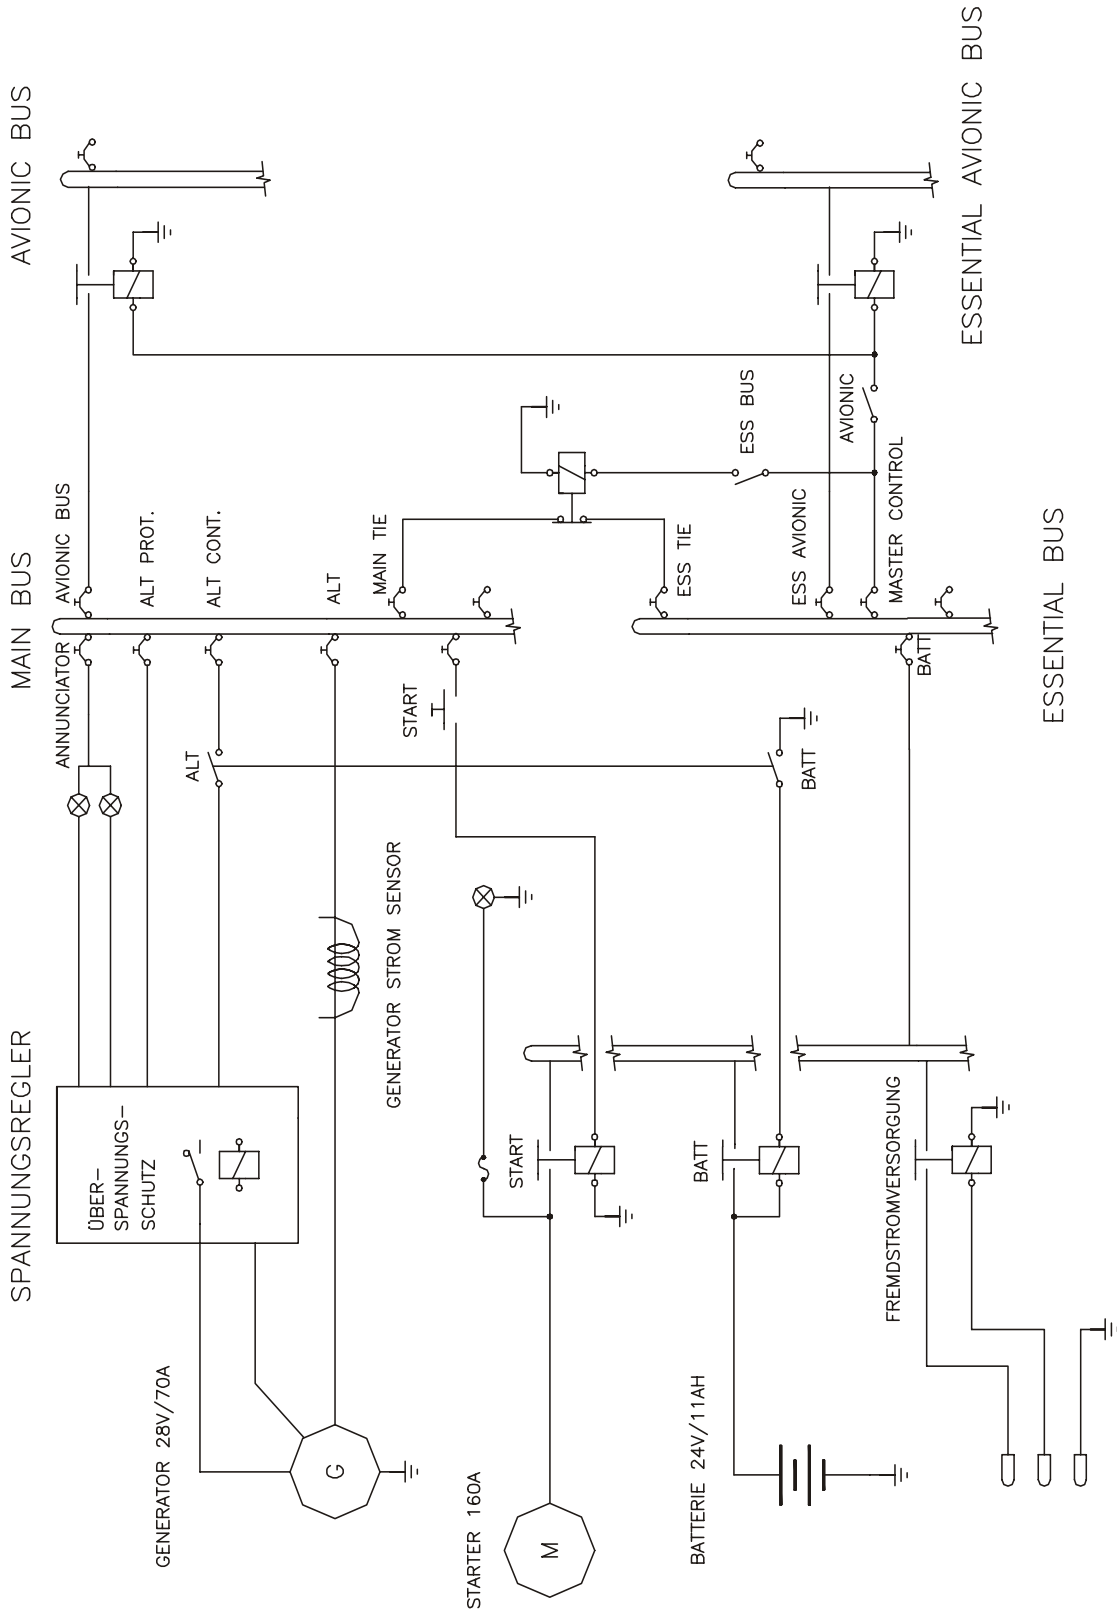 SPANNUNGSREGLER
MAIN BUS
AVIONIC BUS
ÜBER-
SPANNUNGS-
SCHUTZ
ANNUNCIATOR
AVIONIC BUS
ALT PROT.
ALT
ALT CONT.
GENERATOR 28V/70A
G
ALT
GENERATOR STROM SENSOR
MAIN TIE
START
STARTER 160A
M
START
ESS TIE
ESS BUS
BATTERIE 24V/11AH
BATT
BATT
ESS AVIONIC
AVIONIC
FREMDSTROMVERSORGUNG
BATT
MASTER CONTROL
ESSENTIAL AVIONIC BUS
ESSENTIAL BUS